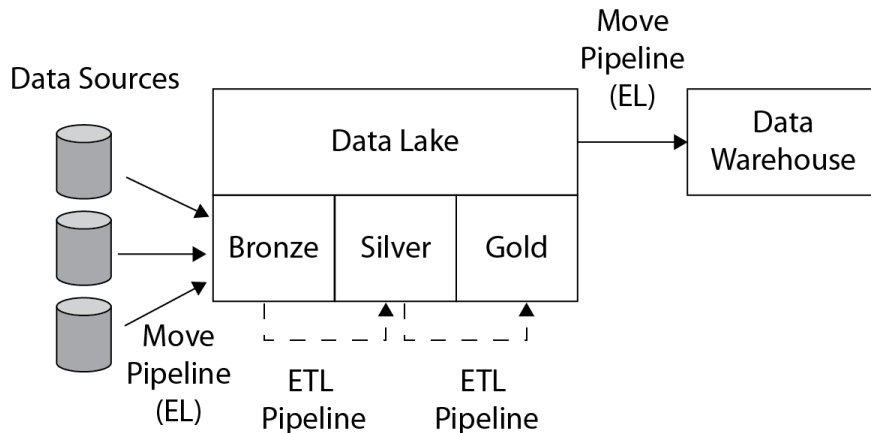 Data Sources
Move
Pipeline
(EL)
Data Lake
Data
Warehouse
Bronze
Silver
Gold
Move
Pipeline
(EL)
ETL
Pipeline
ETL
Pipeline